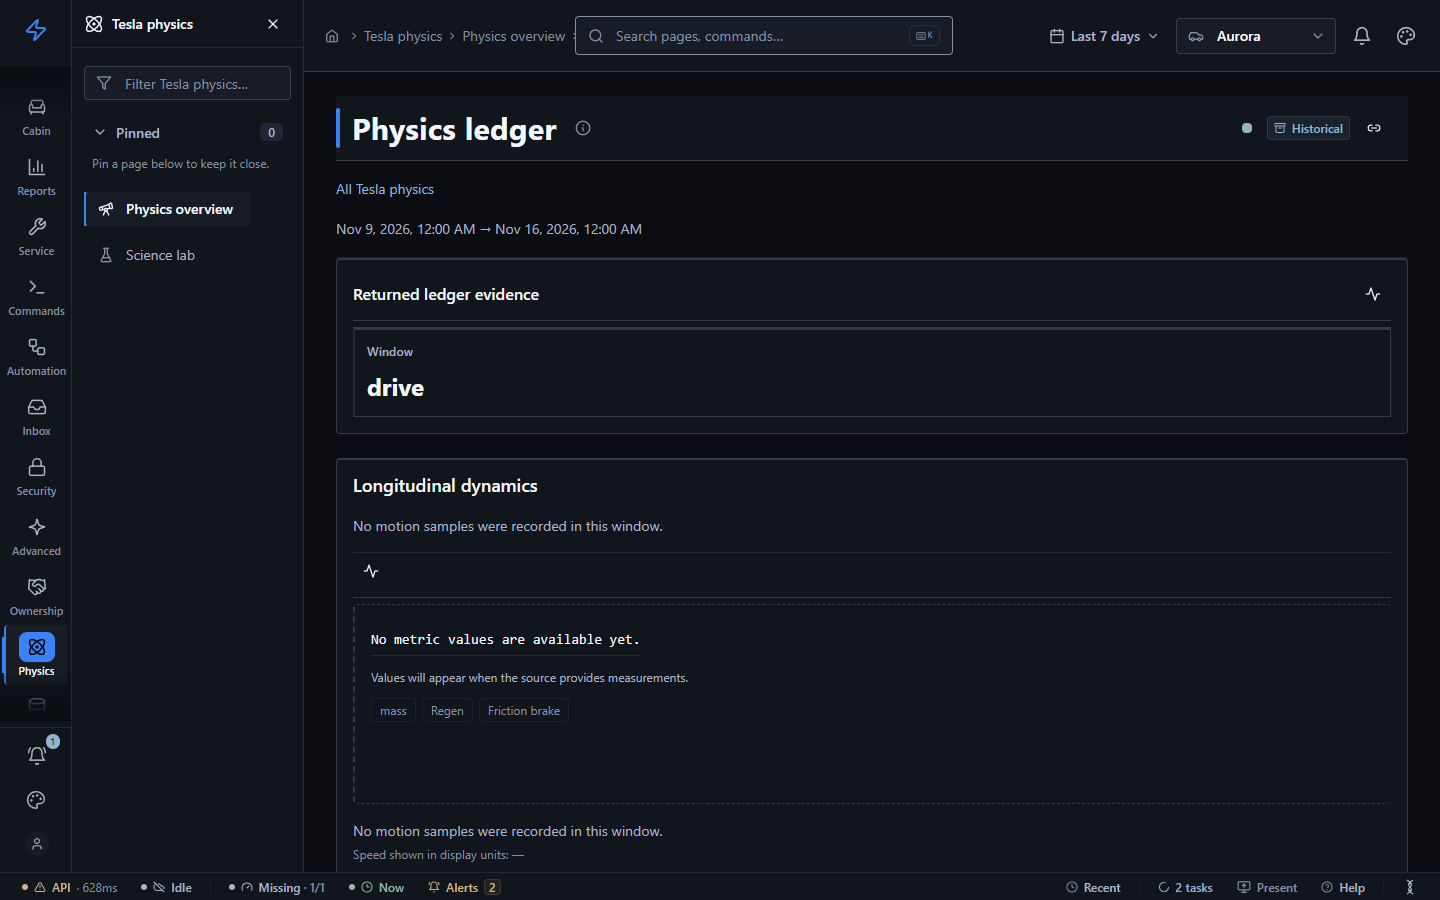 Tesla physics
Tesla physics
Physics overview
Search pages, commands...
K
Last 7 days
Aurora
Filter Tesla physics...
Pinned
0
Pin a page below to keep it close.
Physics overview
Science lab
Cabin
Reports
Service
Commands
Automation
Inbox
Security
Advanced
Ownership
Physics
1
Physics ledger
Historical
All Tesla physics
Nov 9, 2026, 12:00 AM → Nov 16, 2026, 12:00 AM
Returned ledger evidence
Window
drive
Longitudinal dynamics
No motion samples were recorded in this window.
No metric values are available yet.
Values will appear when the source provides measurements.
mass
Regen
Friction brake
No motion samples were recorded in this window.
Speed shown in display units: —
API · 628ms
Idle
Missing · 1/1
Now
Alerts 2
Recent
2 tasks
Present
Help